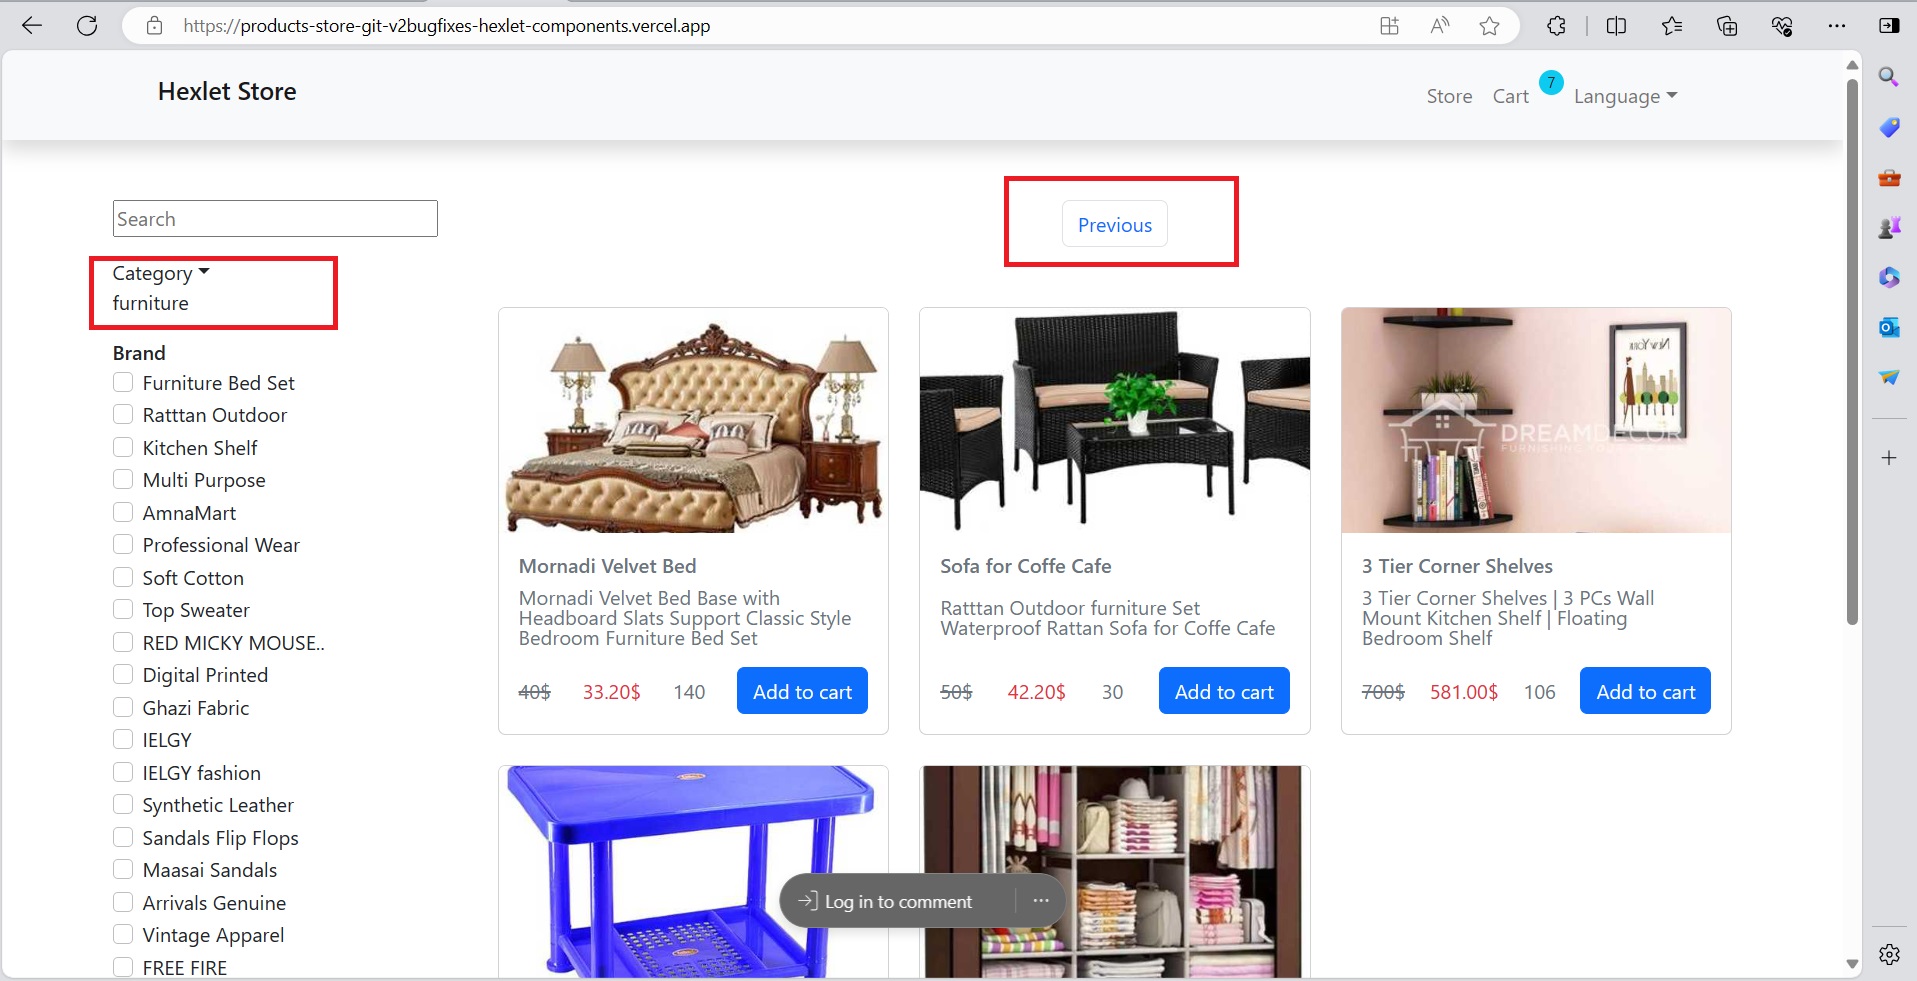 https://products-store-git-v2bugfixes-hexlet-components.vercel.app
Hexlet Store
Store Cart 7 Language
Search
Previous
Category
furniture
Brand
Furniture Bed Set
Ratttan Outdoor
Kitchen Shelf
Multi Purpose
AmnaMart
Professional Wear
Soft Cotton
Top Sweater
RED MICKY MOUSE..
Digital Printed
Ghazi Fabric
IELGY
IELGY fashion
Synthetic Leather
Sandals Flip Flops
Maasai Sandals
Arrivals Genuine
Vintage Apparel
FREE FIRE
Mornadi Velvet Bed
Mornadi Velvet Bed Base with
Headboard Slats Support Classic Style
Bedroom Furniture Bed Set
40$ 33.20$ 140 Add to cart
Sofa for Coffe Cafe
Ratttan Outdoor furniture Set
Waterproof Rattan Sofa for Coffe Cafe
50$ 42.20$ 30 Add to cart
New York
DREAMDECOR
3 Tier Corner Shelves
3 Tier Corner Shelves | 3 PCs Wall
Mount Kitchen Shelf | Floating
Bedroom Shelf
700$ 581.00$ 106 Add to cart
Log in to comment